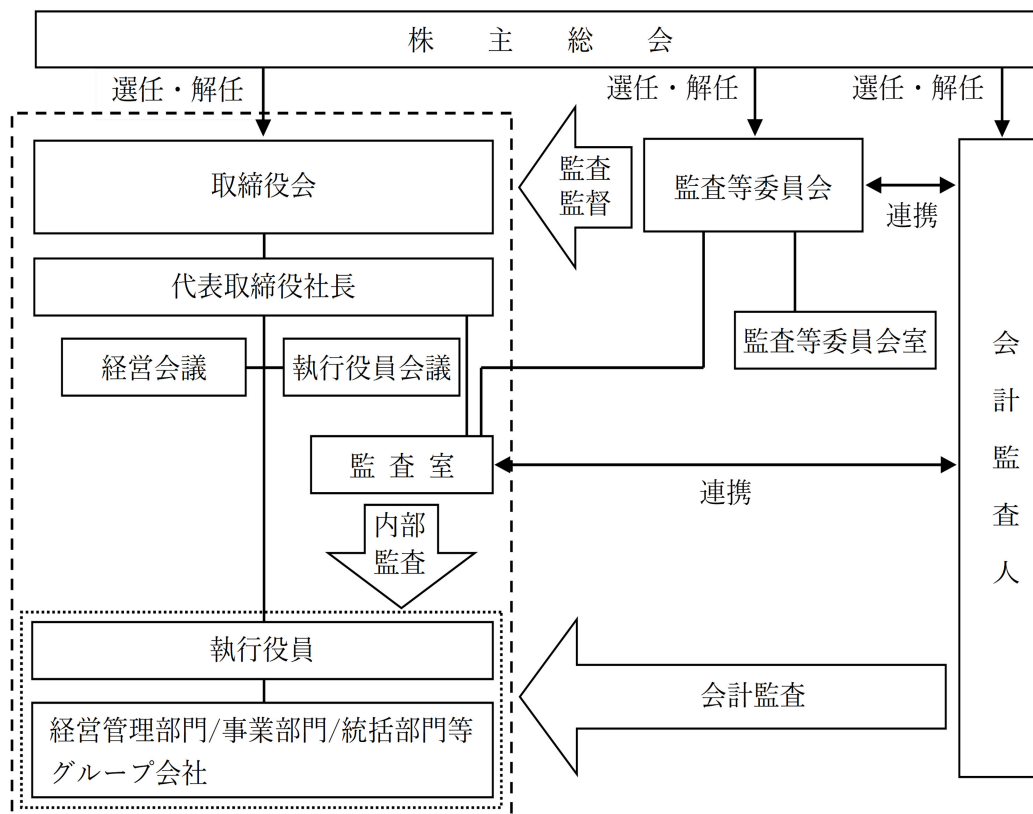 株主総会
選任・解任
選任・解任
選任・解任
取締役会
監査
監督
監査等委員会
連携
代表取締役社長
監査等委員会室
経営会議
執行役員会議
監査室
連携
会計監査人
内部
監査
執行役員
会計監査
経営管理部門/事業部門/統括部門等
グループ会社